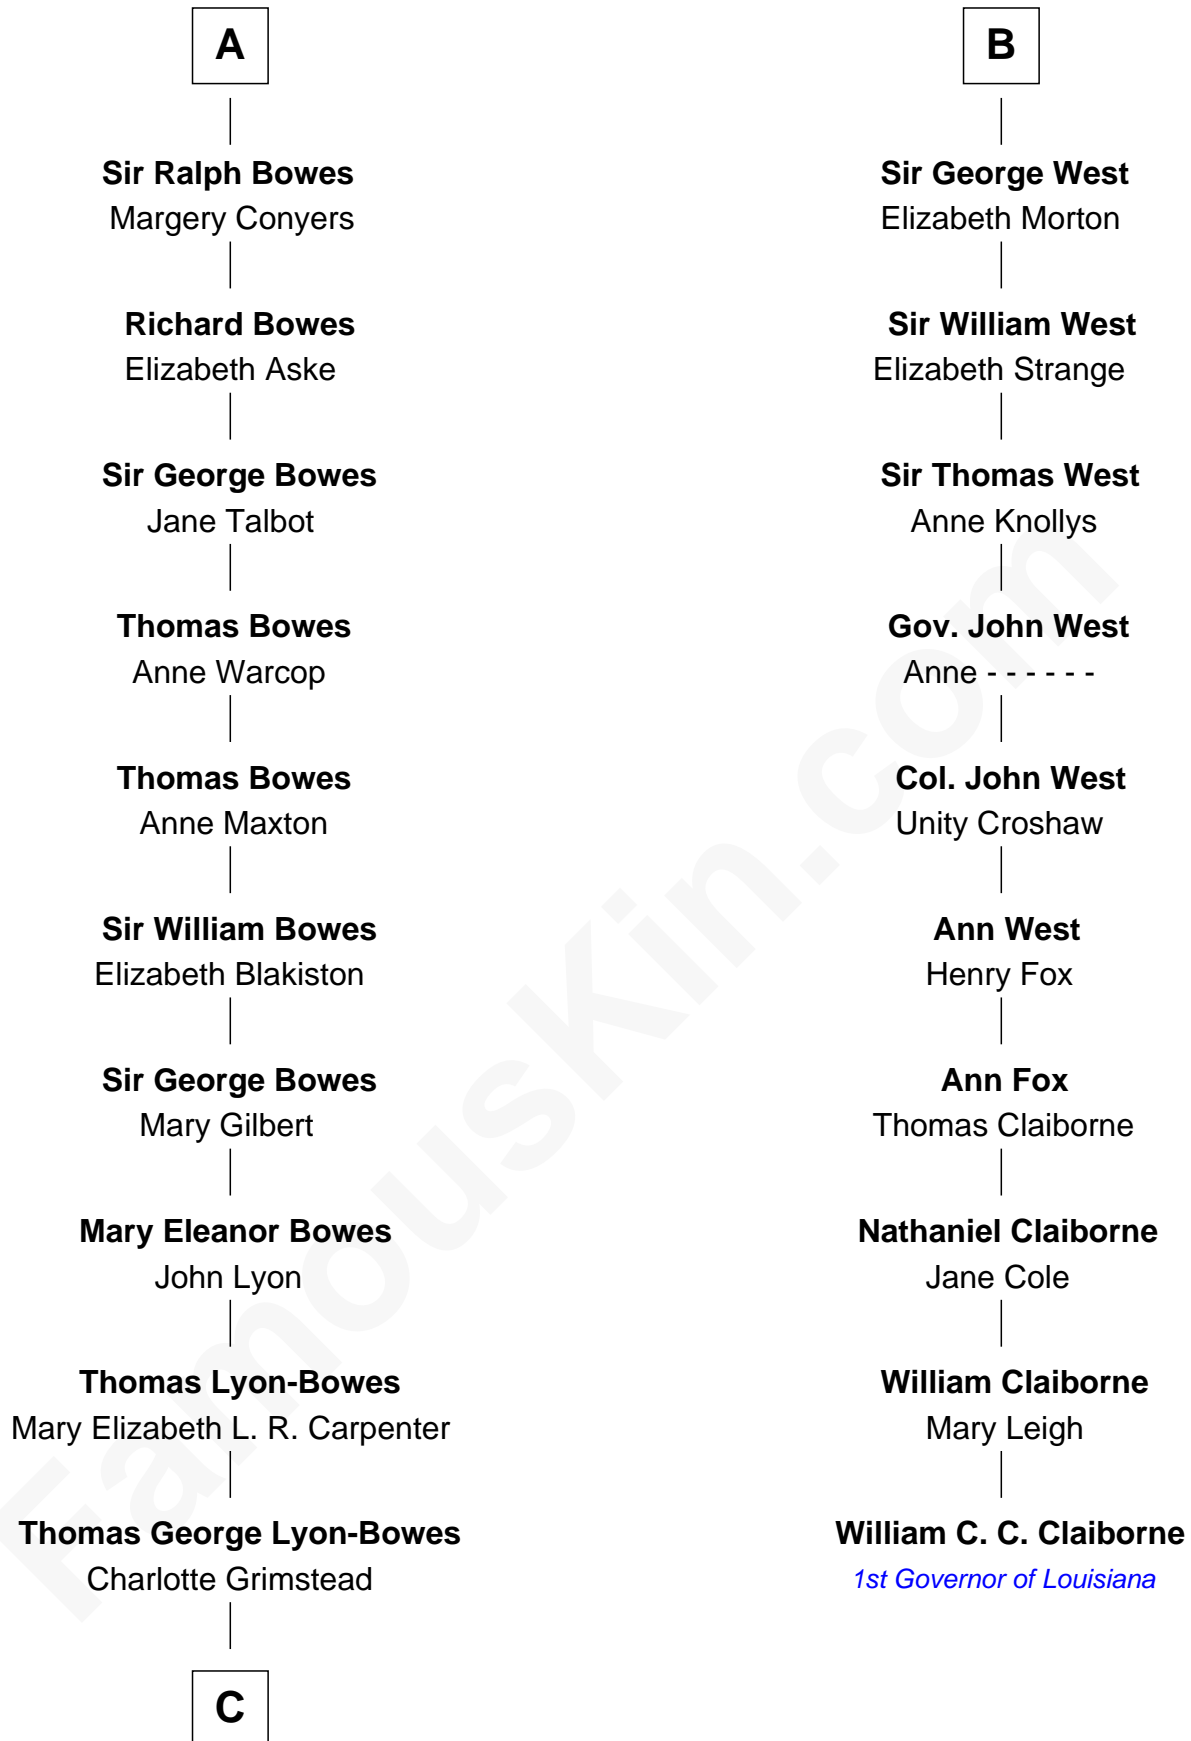 A
Sir Ralph Bowes
Margery Conyers
Richard Bowes
Elizabeth Aske
Sir George Bowes
Jane Talbot
Thomas Bowes
Anne Warcop
Thomas Bowes
Anne Maxton
Sir William Bowes
Elizabeth Blakiston
Sir George Bowes
Mary Gilbert
Mary Eleanor Bowes
John Lyon
Thomas Lyon-Bowes
Mary Elizabeth L. R. Carpenter
Thomas George Lyon-Bowes
Charlotte Grimstead
C
B
Sir George West
Elizabeth Morton
Sir William West
Elizabeth Strange
Sir Thomas West
Anne Knollys
Gov. John West
Anne - - - - - -
Col. John West
Unity Croshaw
Ann West
Henry Fox
Ann Fox
Thomas Claiborne
Nathaniel Claiborne
Jane Cole
William Claiborne
Mary Leigh
William C. C. Claiborne
1st Governor of Louisiana
FamousKin.com